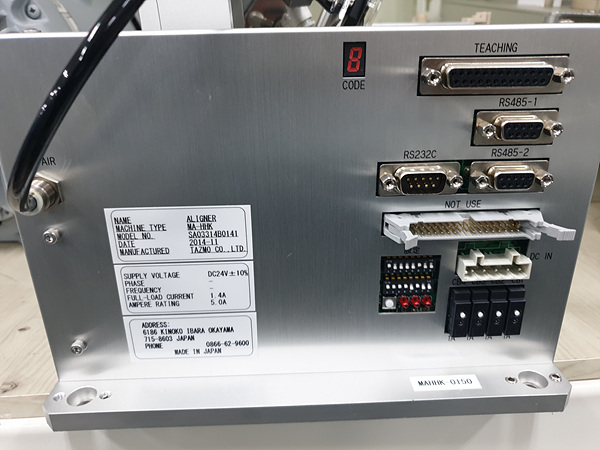 8
CODE
TEACHING
RS485-1
RS232C
RS485-2
AIR
NOT USE
DC IN
NAME ALIGNER
MACHINE TYPE MA-HHK
MODEL NO. SA03314B0141
DATE 2014-11
MANUFACTURED TAZMO CO.,LTD.
SUPPLY VOLTAGE DC24V±10%
PHASE -
FREQUENCY -
FULL-LOAD CURRENT 1.4A
AMPERE RATING 5.0A
ADDRESS:
6186 KINOKO IBARA OKAYAMA
715-8603 JAPAN
PHONE 0866-62-9600
MADE IN JAPAN
MAHHK-0150